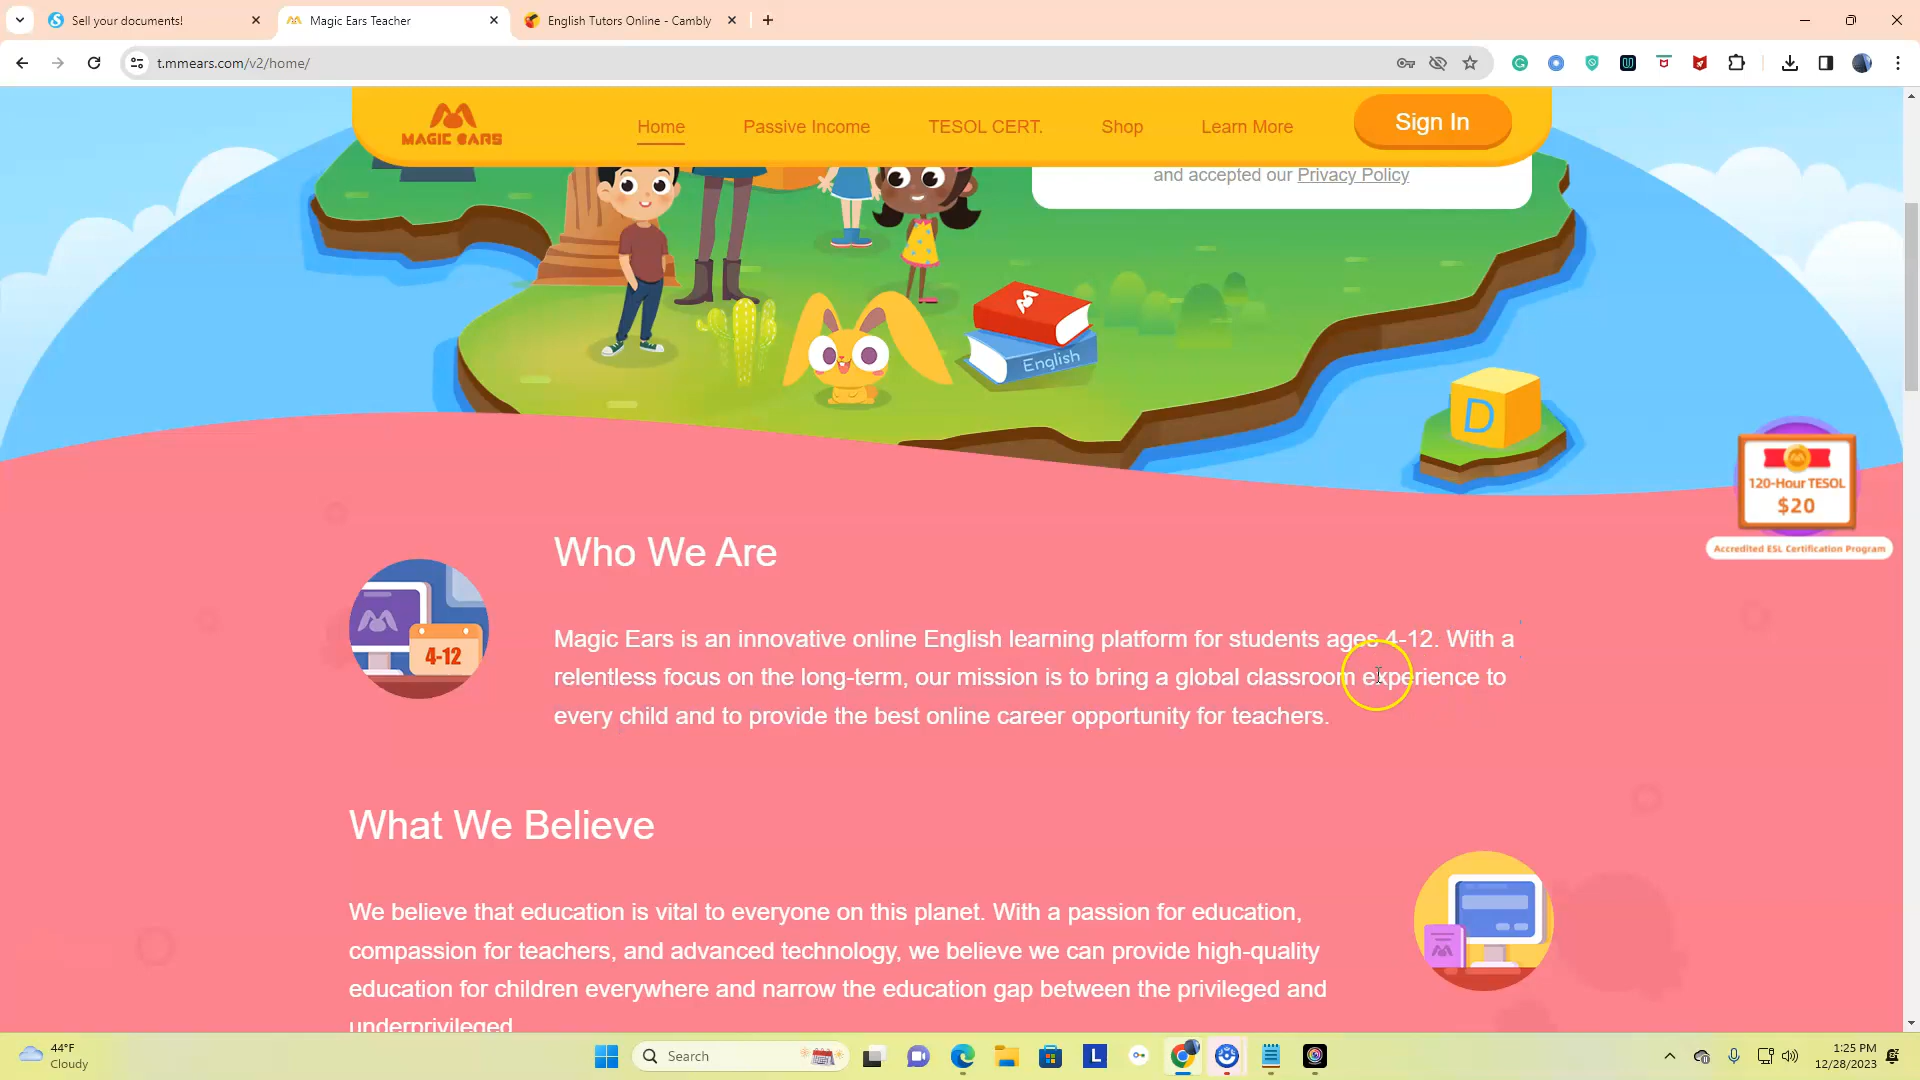 Sell your documents!
Magic Ears Teacher
English Tutors Online - Cambly
t.mmears.com/v2/home/
MAGIC EARS
Home
Passive Income
TESOL CERT.
Shop
Learn More
Sign In
and accepted our Privacy Policy
English
D
120-Hour TESOL
$20
Accredited ESL Certification Program
Who We Are
4-12
Magic Ears is an innovative online English learning platform for students ages 4-12. With a
relentless focus on the long-term, our mission is to bring a global classroom experience to
every child and to provide the best online career opportunity for teachers.
What We Believe
We believe that education is vital to everyone on this planet. With a passion for education,
compassion for teachers, and advanced technology, we believe we can provide high-quality
education for children everywhere and narrow the education gap between the privileged and
underprivileged
44°F
Cloudy
Search
L
1:25 PM
12/28/2023